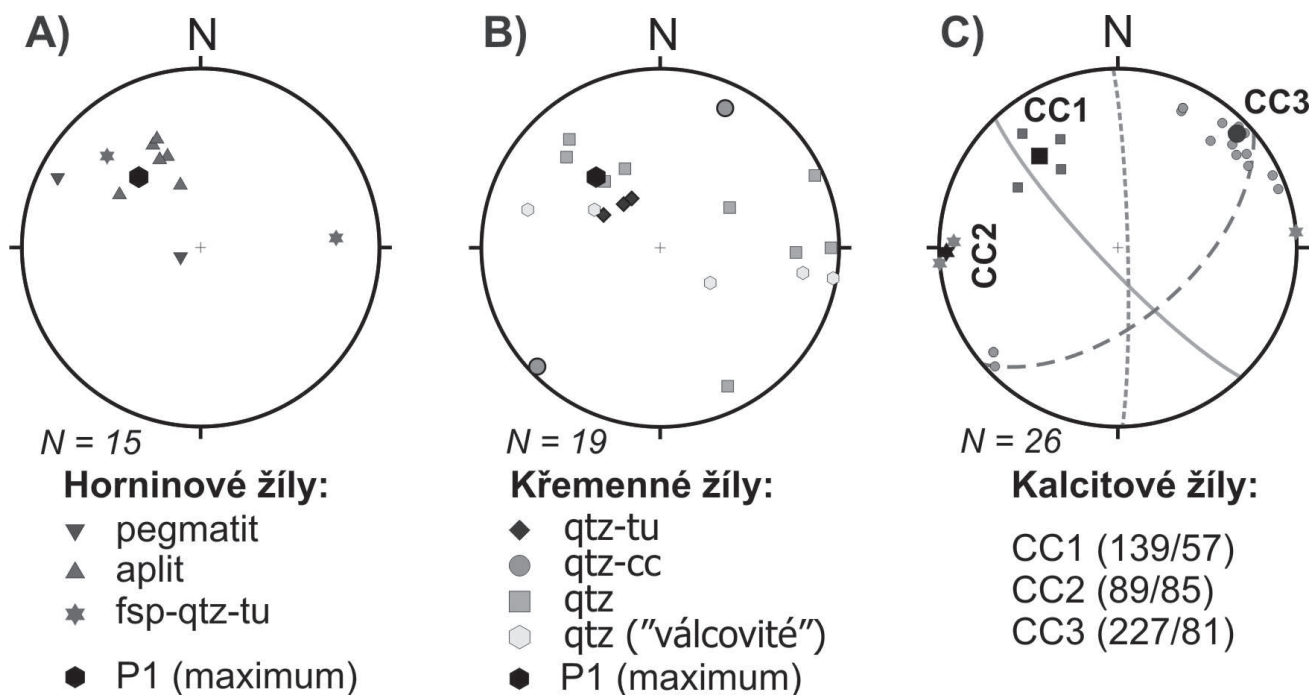 A)
N
N = 15
Horninové žíly:
pegmatit
aplit
fsp-qtz-tu
P1 (maximum)
B)
N
N = 19
Křemenné žíly:
qtz-tu
qtz-cc
qtz
qtz (”válcovité”)
P1 (maximum)
C)
N
CC1
CC3
CC2
N = 26
Kalcitové žíly:
CC1 (139/57)
CC2 (89/85)
CC3 (227/81)